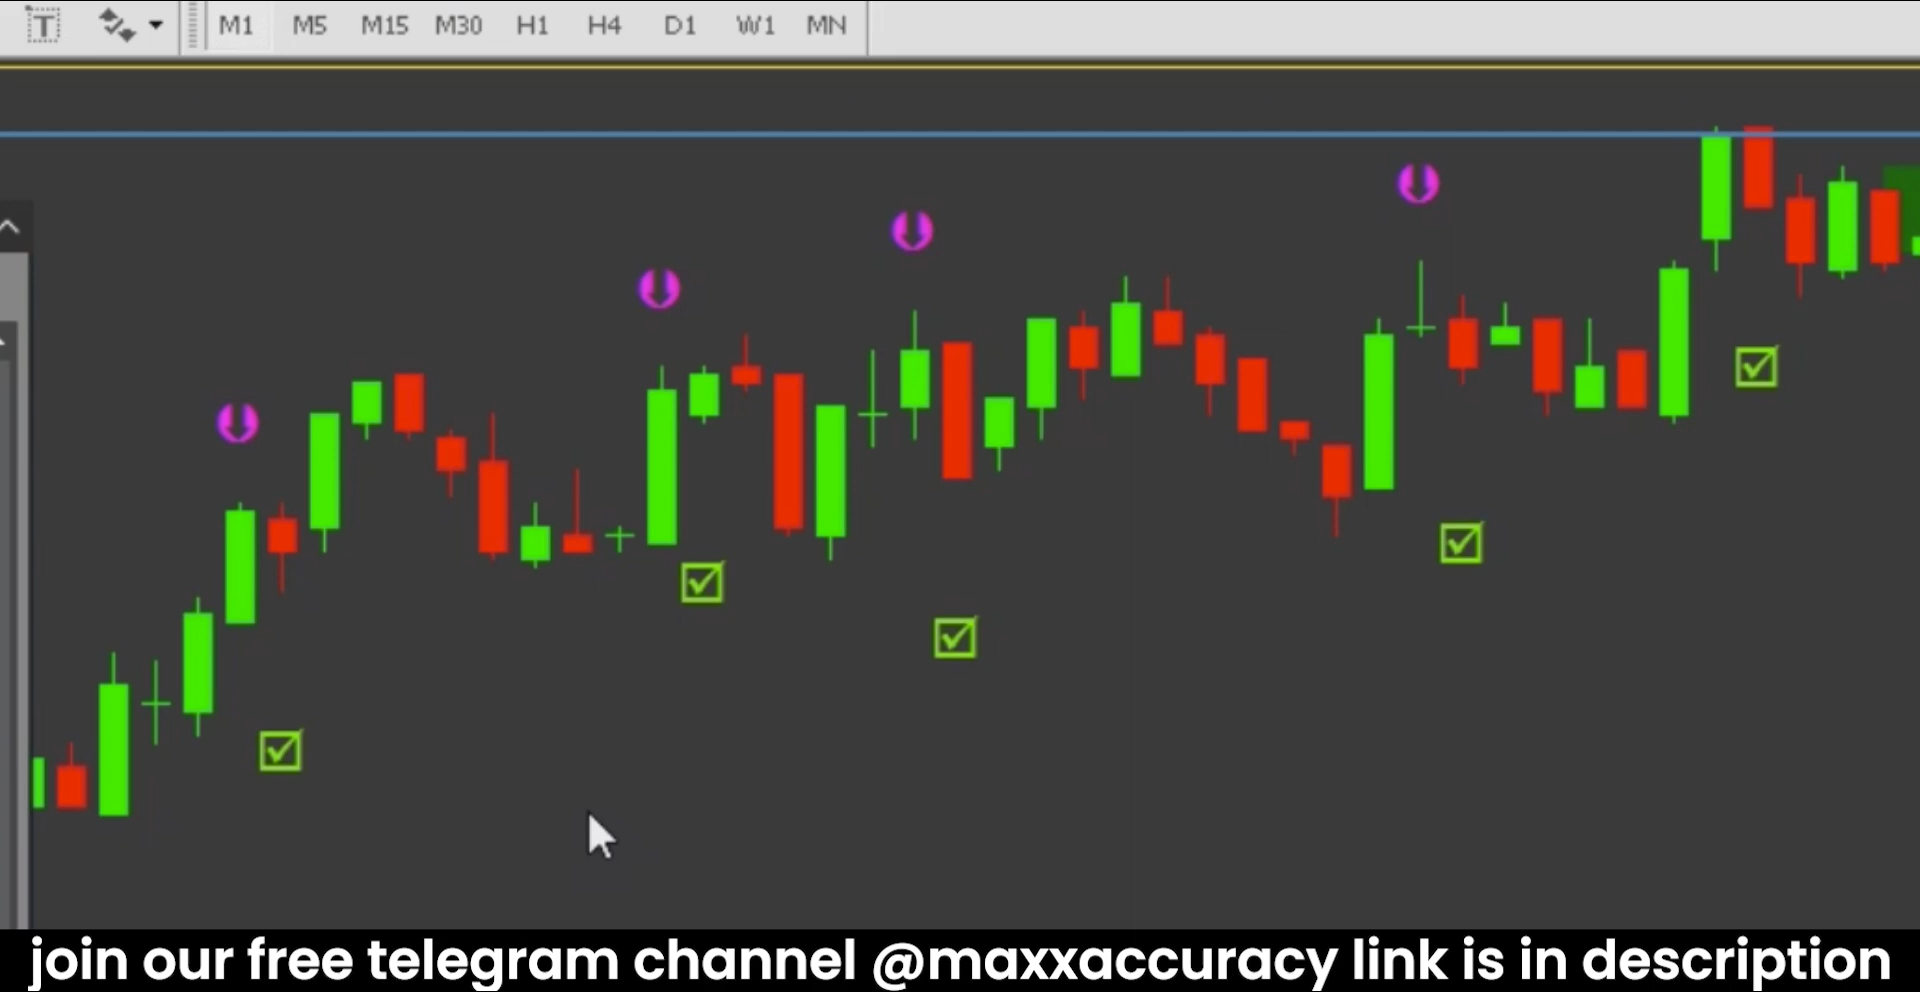 T M1 M5 M15 M30 H1 H4 D1 W1 MN
join our free telegram channel @maxxaccuracy link is in description